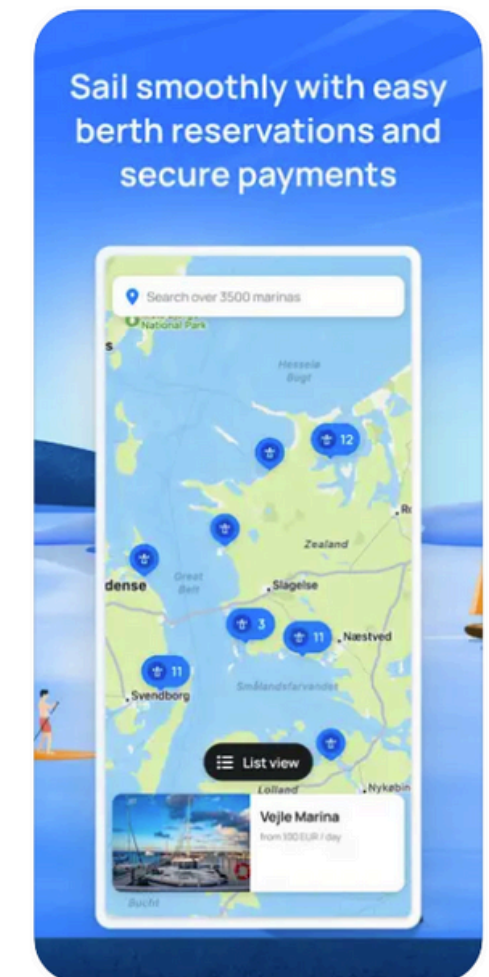 Sail smoothly with easy
berth reservations and
secure payments
Search over 3500 marinas
National Park
s
Hesselø
Bugt
12
Zealand
dense
Great
Belt
Slagelse
3
11
Næstved
11
Smålandsfarvandet
Svendborg
List view
Lolland
Nykøbin
Vejle Marina
from 100 EUR / day
Bucht